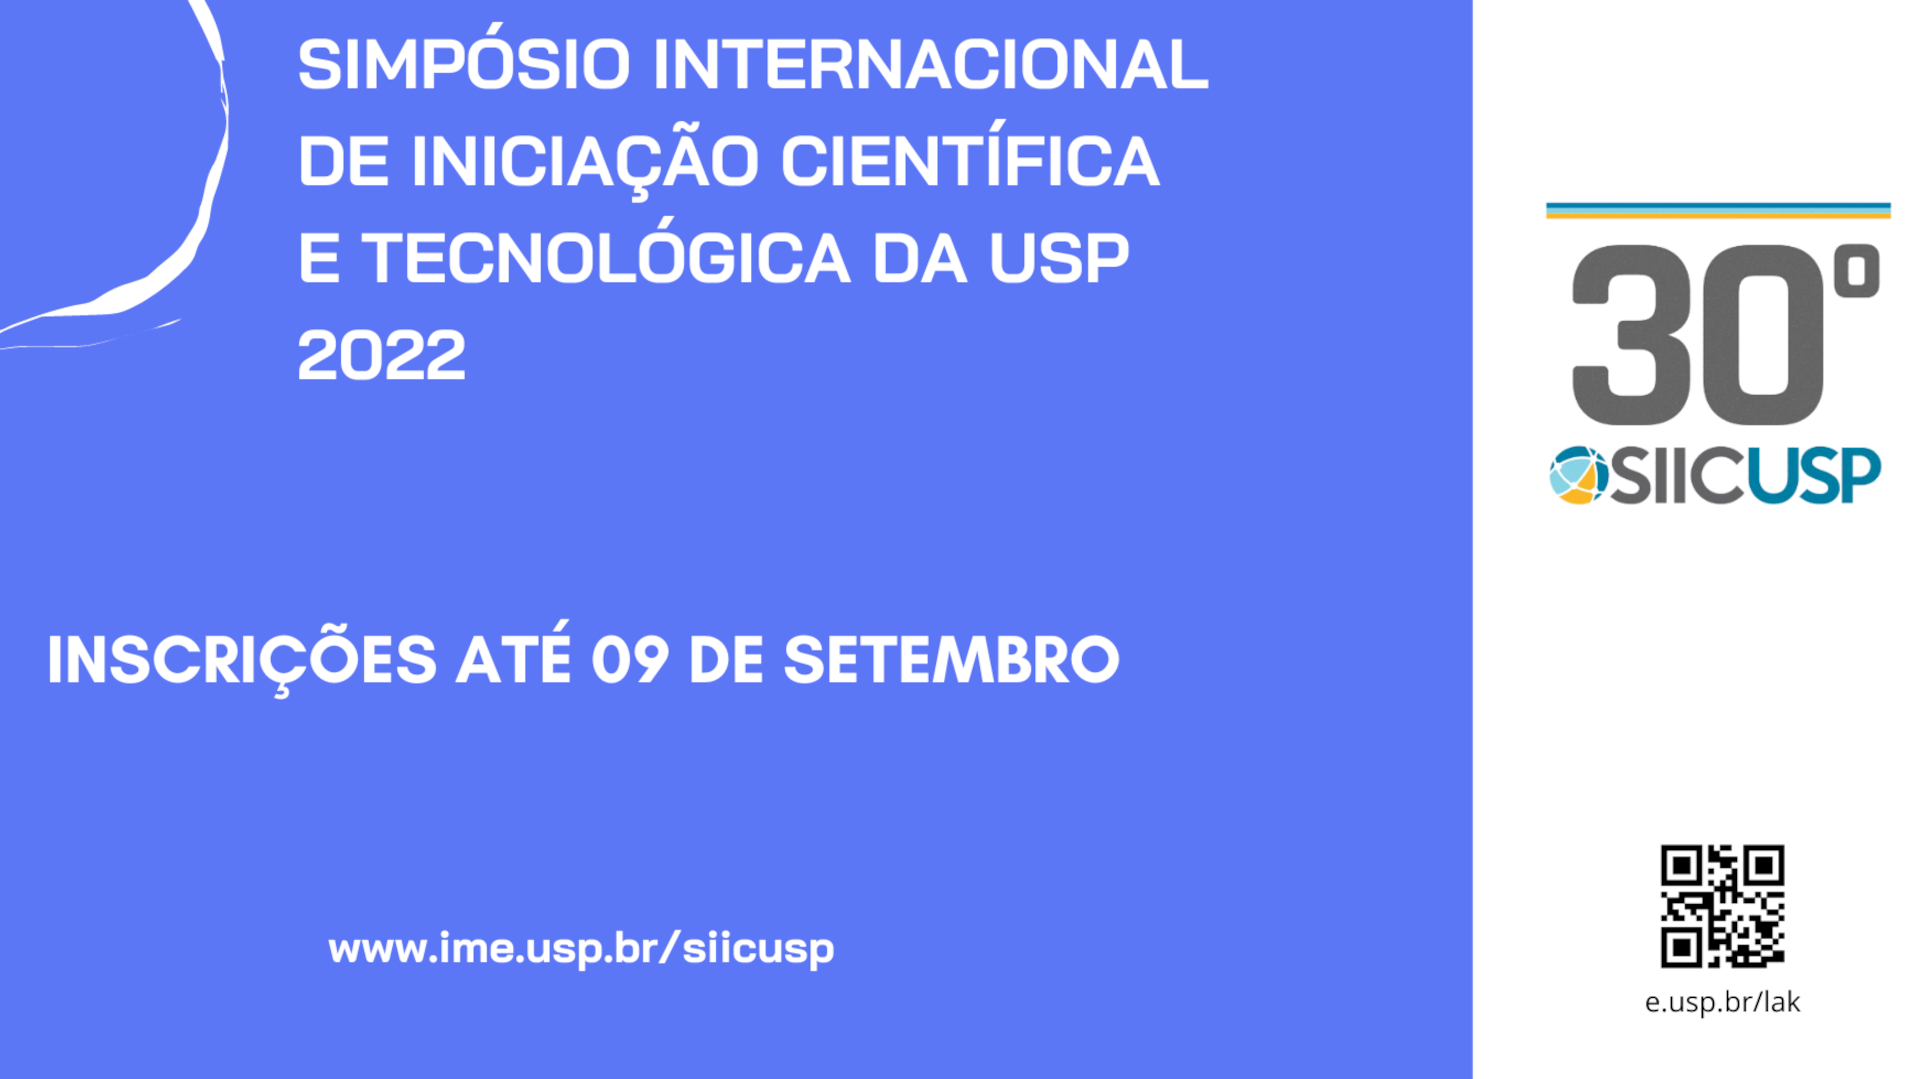 SIMPÓSIO INTERNACIONAL
DE INICIAÇÃO CIENTÍFICA
E TECNOLÓGICA DA USP
2022
INSCRIÇÕES ATÉ 09 DE SETEMBRO
www.ime.usp.br/siicusp
30º
SIICUSP
e.usp.br/lak